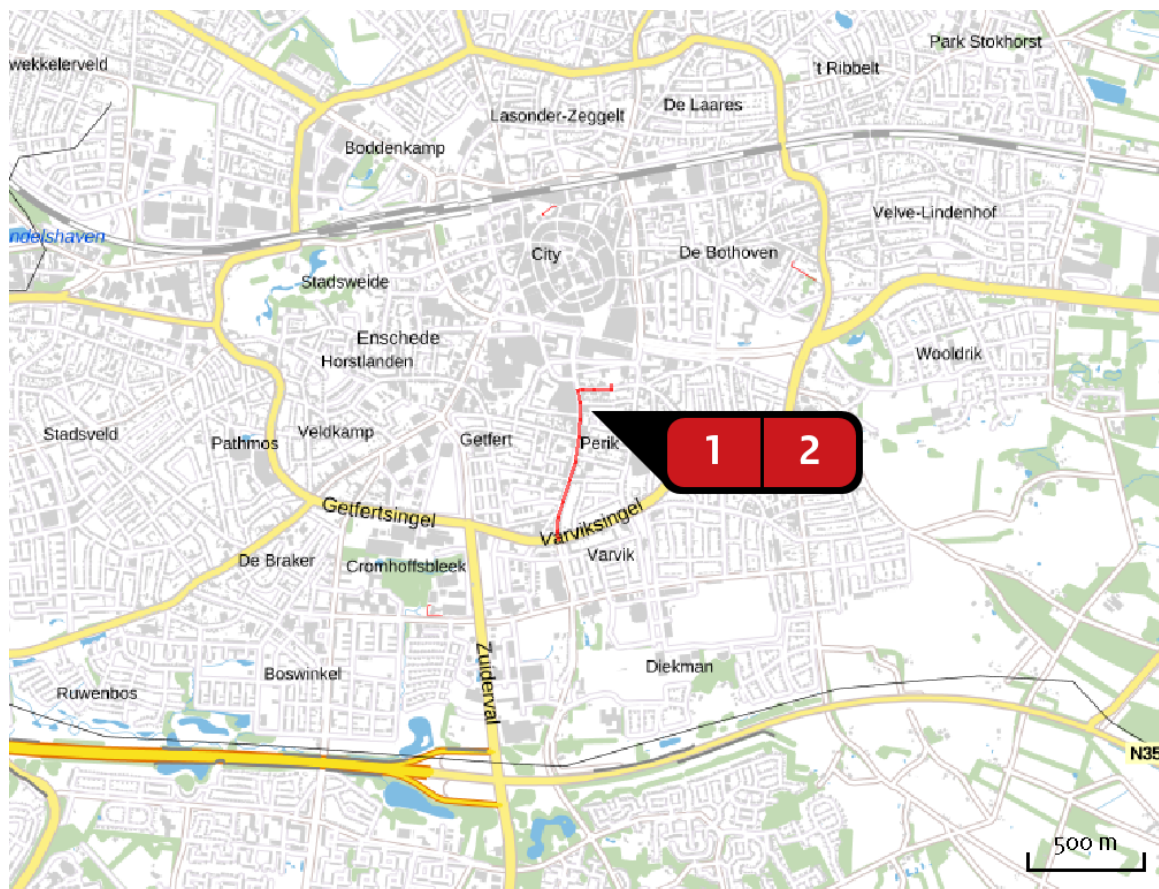 Park Stokhorst
wekkelerveld
't Ribbelt
De Laares
Lasonder-Zeggelt
Boddenkamp
Velve-Lindenhof
ndelshaven
City
De Bothoven
Stadsweide
Enschede
Horstlanden
Wooldrik
Stadsveld
Pathmos
Veldkamp
Getfert
Perik
1
2
Getfertsingel
Varviksingel
Varvik
De Braker
Cromhoffsbleek
Zuiderval
Boswinkel
Diekman
Ruwenbos
N35
500 m